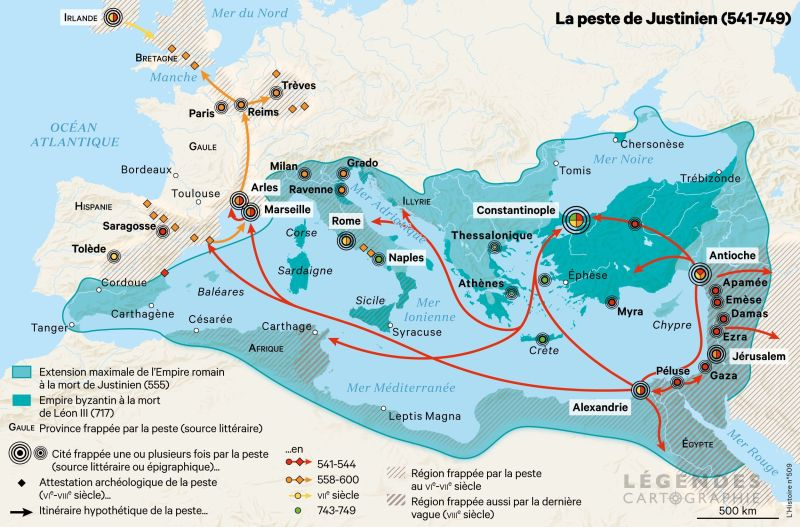 La peste de Justinien (541-749)
IRLANDE
Mer du Nord
BRETAGNE
Manche
Trèves
Paris
Reims
OCÉAN
ATLANTIQUE
GAULE
Chersonèse
Mer Noire
Bordeaux
Milan
Grado
Tomis
Trébizonde
Toulouse
Arles
Ravenne
HISPANIE
Marseille
Mer Adriatique
ILLYRIE
Constantinople
Saragosse
Corse
Rome
Thessalonique
Tolède
Naples
Antioche
Sardaigne
Athènes
Éphèse
Apamée
Cordoue
Baléares
Mer
Ionienne
Emèse
Carthagène
Sicile
Myra
Chypre
Damas
Tanger
Césarée
Carthage
Syracuse
Crète
Ezra
AFRIQUE
Jérusalem
Péluse
Gaza
Mer Méditerranée
Alexandrie
Leptis Magna
ÉGYPTE
Mer Rouge
Extension maximale de l'Empire romain
à la mort de Justinien (555)
Empire byzantin à la mort
de Léon III (717)
GAULE Province frappée par la peste (source littéraire)
Cité frappée une ou plusieurs fois par la peste
(source littéraire ou épigraphique)...
Attestation archéologique de la peste
(VIe-VIIIe siècle)...
Itinéraire hypothétique de la peste...
...en
541-544
558-600
VIIe siècle
743-749
Région frappée par la peste
au VIe-VIIe siècle
Région frappée aussi par la dernière
vague (VIIIe siècle)
LÉGENDES
CARTOGRAPHIE
500 km
L'Histoire n°509